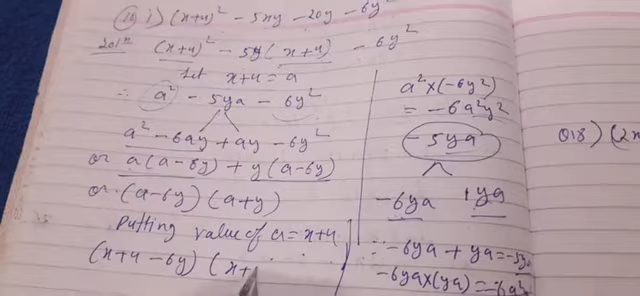 i) (x+4)² - 5xy - 20y - 6y²
Solⁿ (x+4)² - 5y(x+4) - 6y²
Let x+4 = a
∴ a² - 5ya - 6y²
a² - 6ay + ay - 6y²
or a(a-6y) + y(a-6y)
or (a-6y)(a+y)
Putting value of a = x+4
(x+4-6y)(x+
a²×(-6y²)
= -6a²y²
-5ya
-6ya +ya
∵ -6ya + ya = -5ya
-6ya×(ya) = -6a²
Q18) (2x